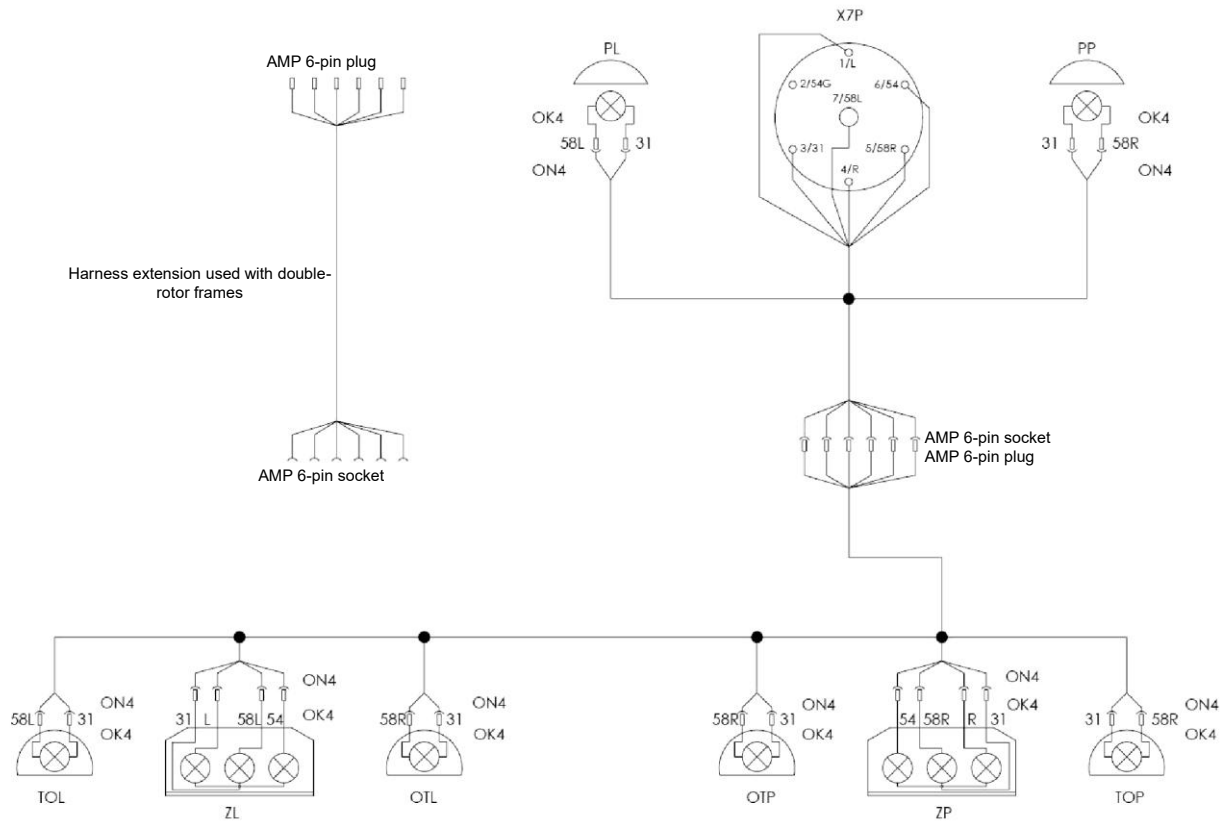 X7P
PL
PP
AMP 6-pin plug
1/L
2/54G
6/54
7/58L
OK4
OK4
58L
31
3/31
5/58R
31
58R
ON4
4/R
ON4
Harness extension used with double-
rotor frames
AMP 6-pin socket
AMP 6-pin plug
AMP 6-pin socket
ON4
ON4
ON4
ON4
ON4
ON4
58L
31
31
L
58L
54
OK4
58R
31
58R
31
54
58R
R
31
OK4
31
58R
OK4
OK4
OK4
OK4
TOL
ZL
OTL
OTP
ZP
TOP